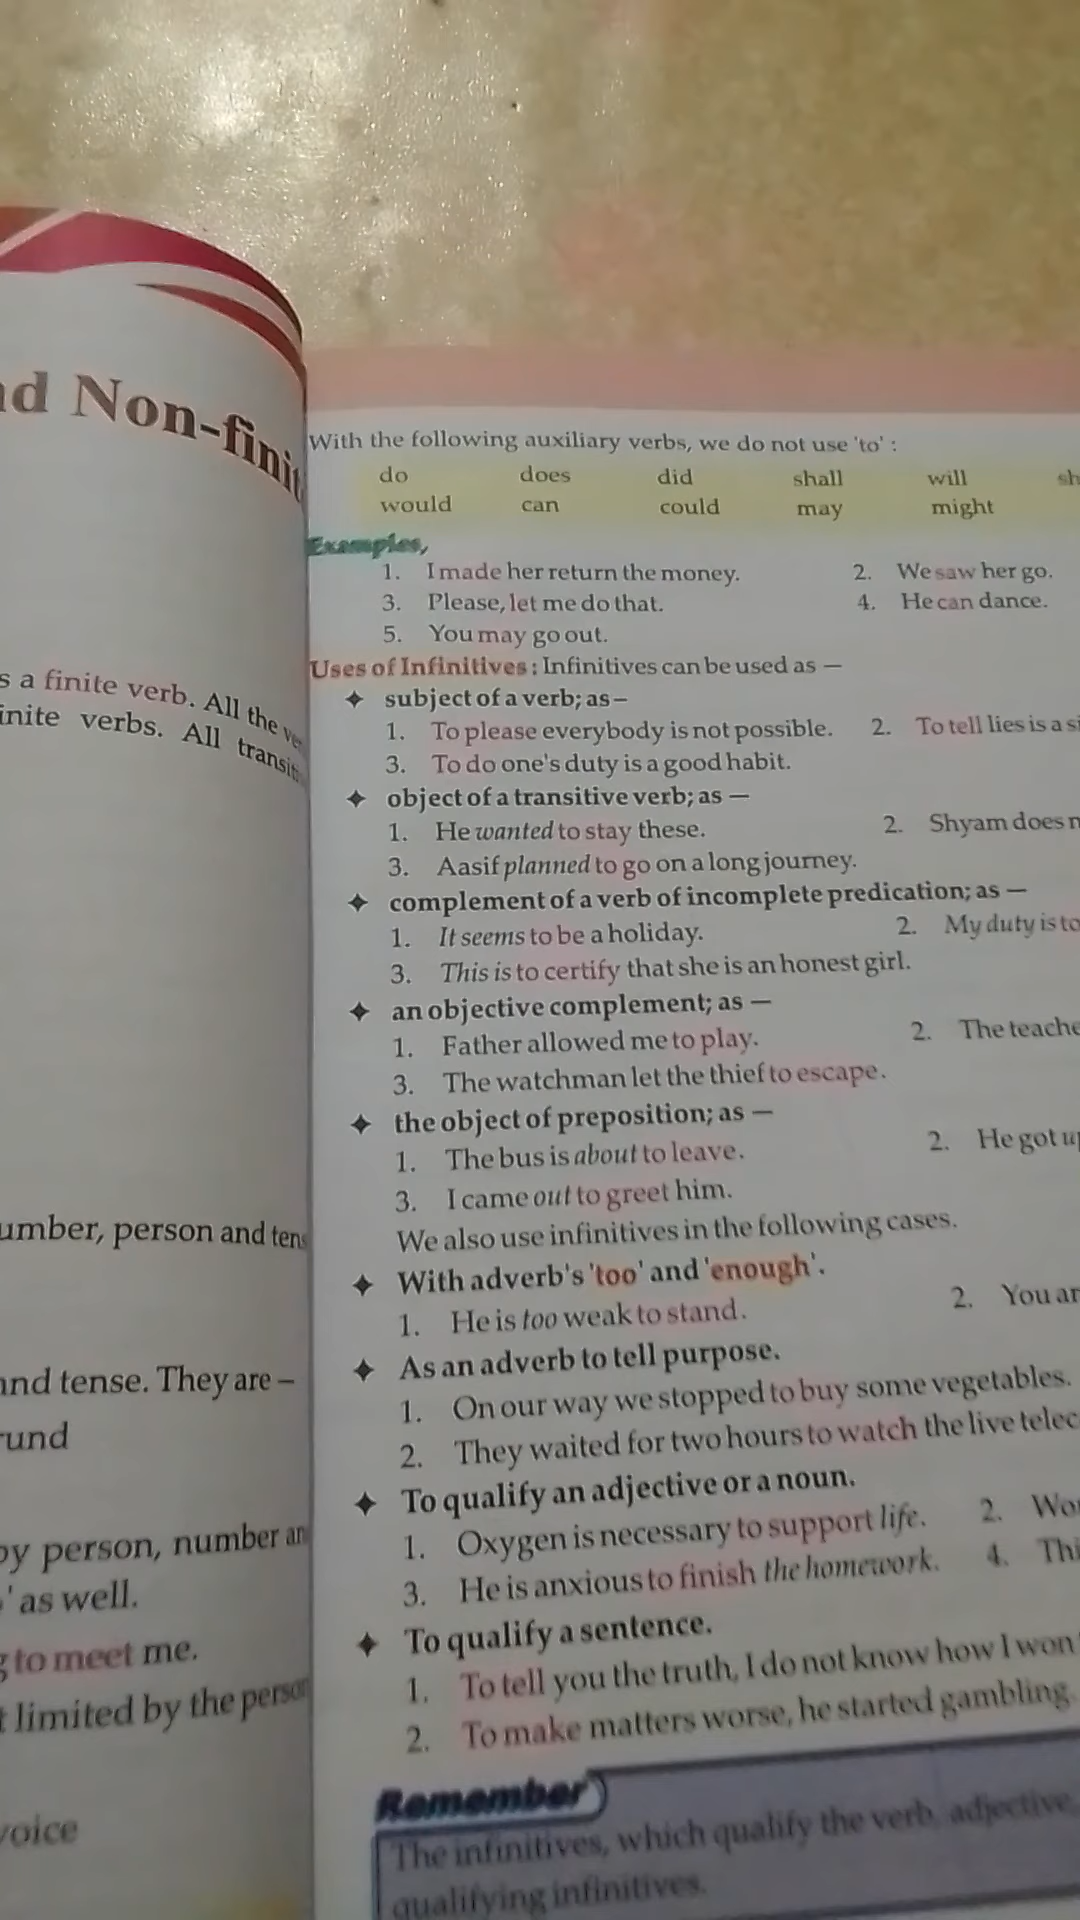 nd Non-finit
s a finite verb. All the
inite verbs. All transiti
umber, person and tens
and tense. They are –
rund
by person, number an
' as well.
g to meet me.
t limited by the person
voice
With the following auxiliary verbs, we do not use 'to' :
do does did shall will sh
would can could may might
Examples,
1. I made her return the money. 2. We saw her go.
3. Please, let me do that. 4. He can dance.
5. You may go out.
Uses of Infinitives : Infinitives can be used as —
✦ subject of a verb; as –
1. To please everybody is not possible. 2. To tell lies is a si
3. To do one's duty is a good habit.
✦ object of a transitive verb; as —
1. He wanted to stay these. 2. Shyam does n
3. Aasif planned to go on a long journey.
✦ complement of a verb of incomplete predication; as —
1. It seems to be a holiday. 2. My duty is to
3. This is to certify that she is an honest girl.
✦ an objective complement; as —
1. Father allowed me to play. 2. The teache
3. The watchman let the thief to escape.
✦ the object of preposition; as —
1. The bus is about to leave. 2. He got up
3. I came out to greet him.
We also use infinitives in the following cases.
✦ With adverb's 'too' and 'enough'.
1. He is too weak to stand. 2. You ar
✦ As an adverb to tell purpose.
1. On our way we stopped to buy some vegetables.
2. They waited for two hours to watch the live telec
✦ To qualify an adjective or a noun.
1. Oxygen is necessary to support life. 2. Wor
3. He is anxious to finish the homework. 4. Thi
✦ To qualify a sentence.
1. To tell you the truth, I do not know how I won
2. To make matters worse, he started gambling.
Remember
The infinitives, which qualify the verb, adjective,
qualifying infinitives.